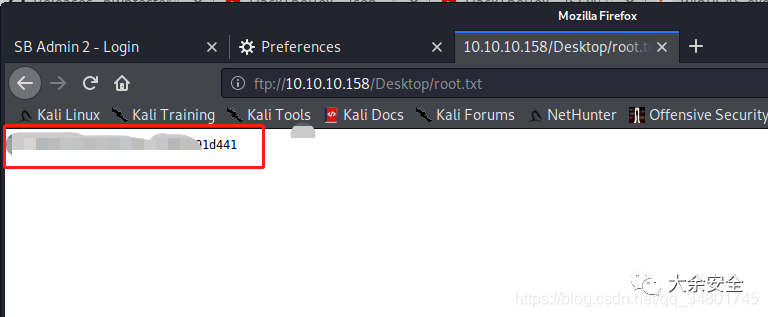 Mozilla Firefox
SB Admin 2 - Login
Preferences
10.10.10.158/Desktop/root.t
ftp://10.10.10.158/Desktop/root.txt
Kali Linux Kali Training Kali Tools Kali Docs Kali Forums NetHunter Offensive Security
91d441
大余安全
https://blog.csdn.net/qq_34801745